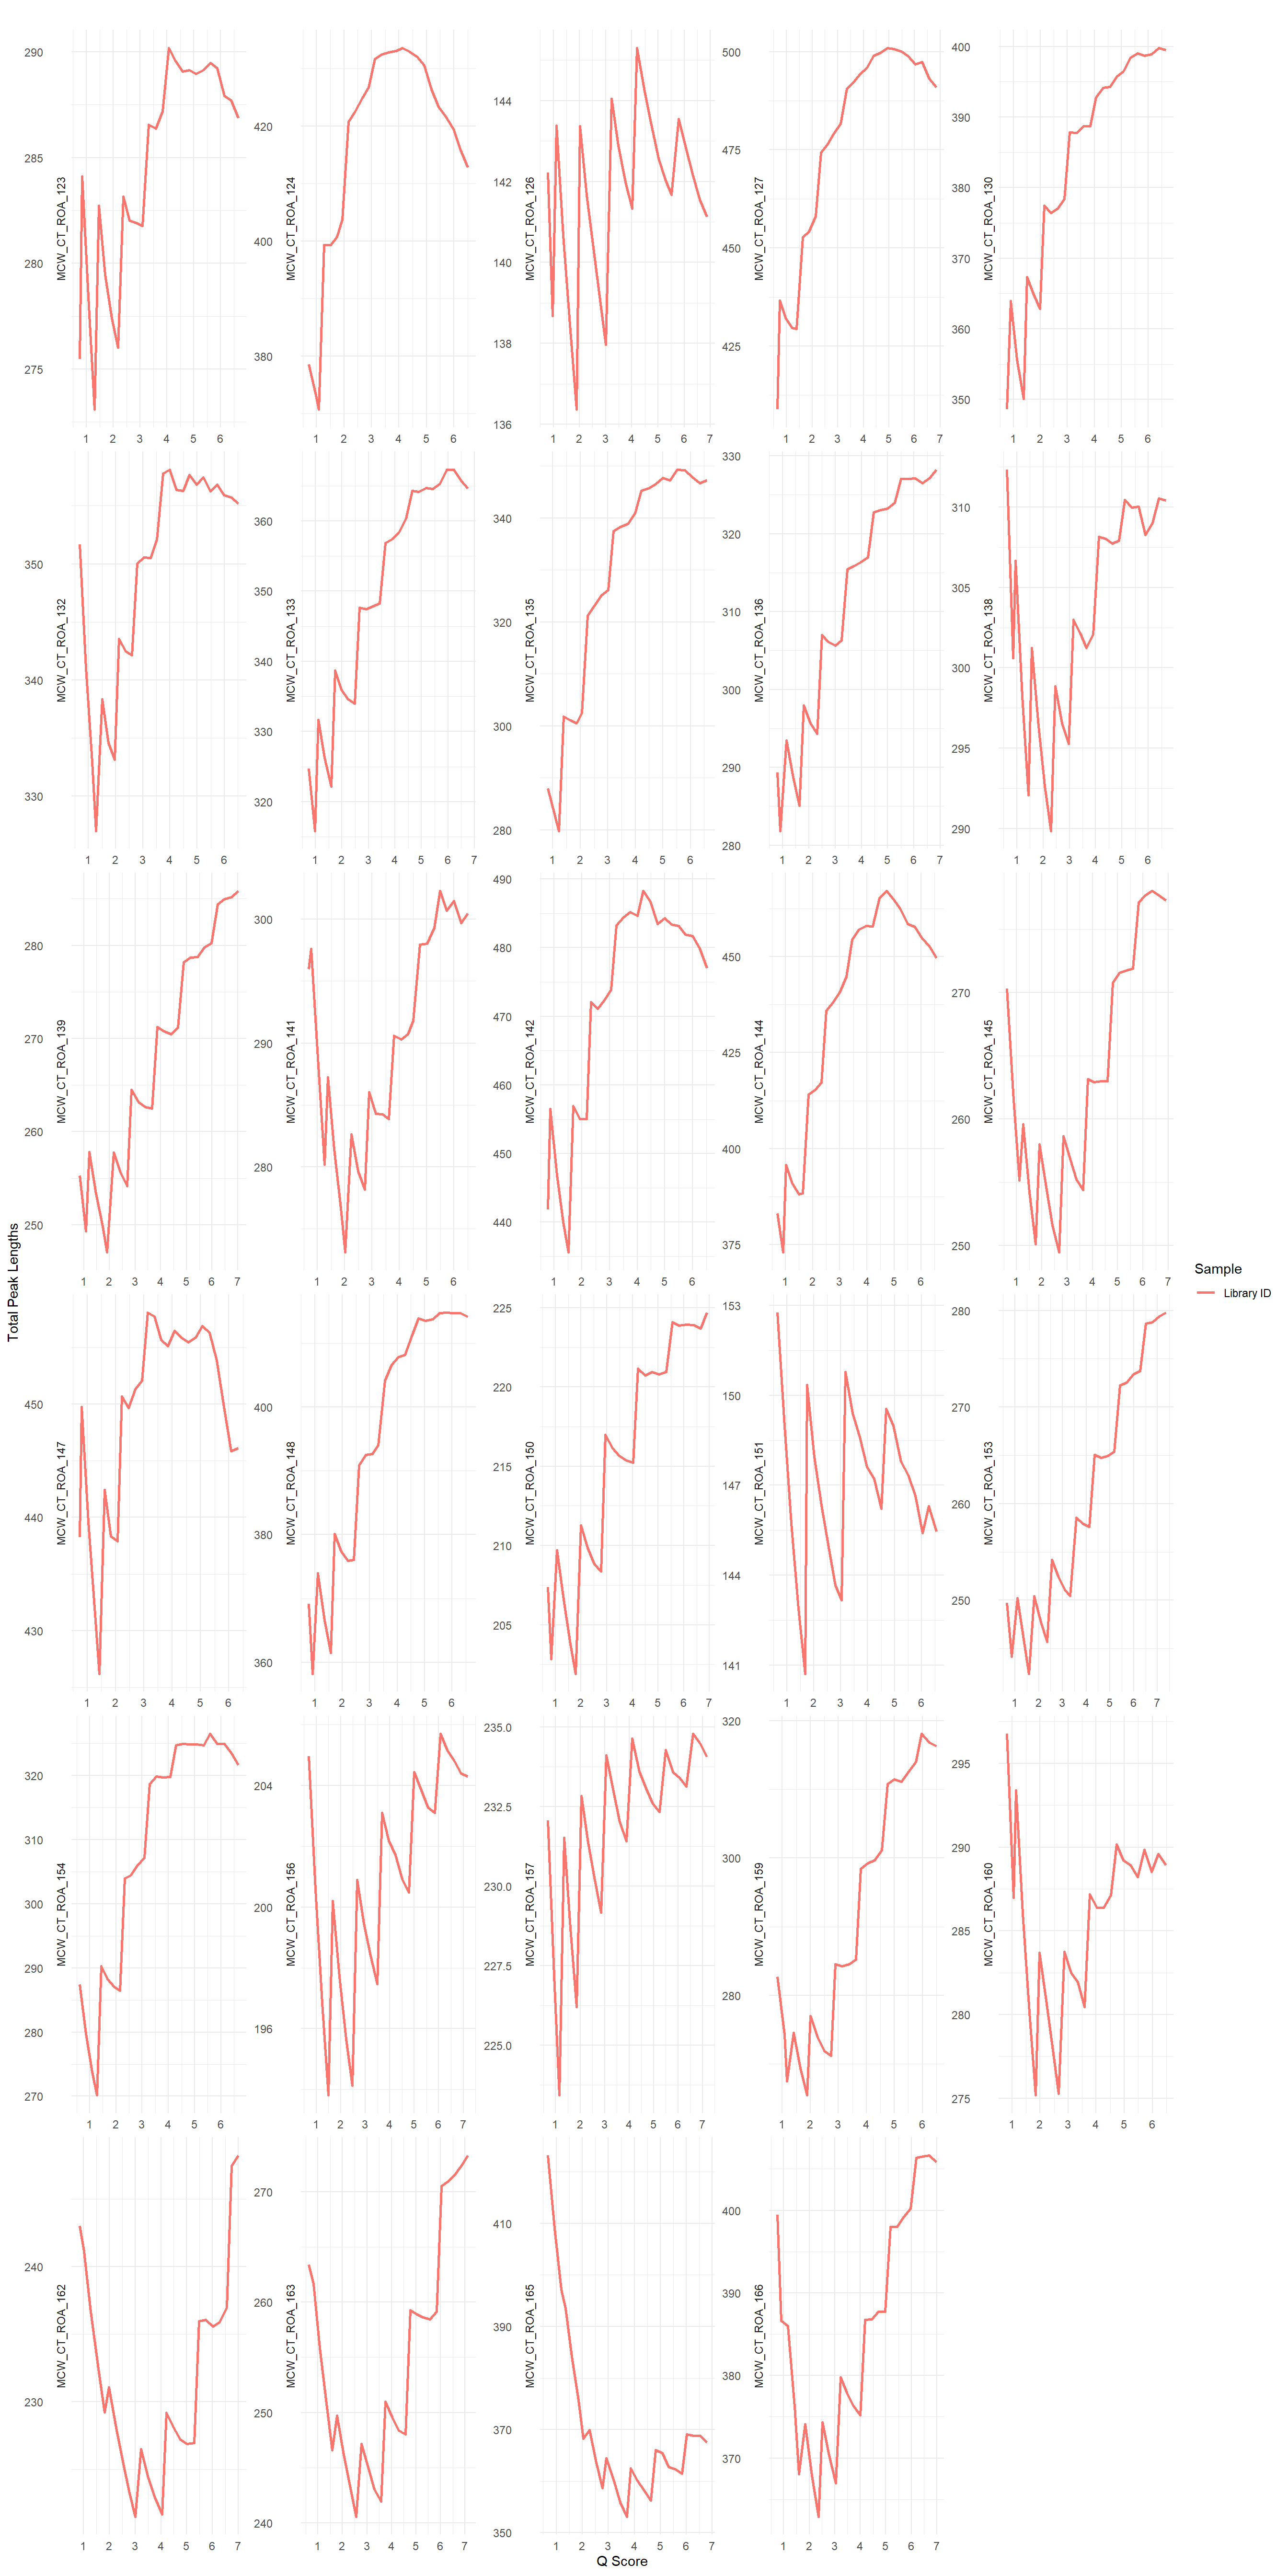 290
285
280
275
MCW_CT_ROA_123
1 2 3 4 5 6
420
400
380
MCW_CT_ROA_124
1 2 3 4 5 6
144
142
140
138
136
MCW_CT_ROA_126
1 2 3 4 5 6 7
500
475
450
425
MCW_CT_ROA_127
1 2 3 4 5 6 7
400
390
380
370
360
350
MCW_CT_ROA_130
1 2 3 4 5 6
350
340
330
MCW_CT_ROA_132
1 2 3 4 5 6
360
350
340
330
320
MCW_CT_ROA_133
1 2 3 4 5 6 7
340
320
300
280
MCW_CT_ROA_135
1 2 3 4 5 6
330
320
310
300
290
280
MCW_CT_ROA_136
1 2 3 4 5 6 7
310
305
300
295
290
MCW_CT_ROA_138
1 2 3 4 5 6
280
270
260
250
MCW_CT_ROA_139
1 2 3 4 5 6 7
300
290
280
MCW_CT_ROA_141
1 2 3 4 5 6
490
480
470
460
450
440
MCW_CT_ROA_142
1 2 3 4 5 6
450
425
400
375
MCW_CT_ROA_144
1 2 3 4 5 6
270
260
250
MCW_CT_ROA_145
1 2 3 4 5 6 7
450
440
430
MCW_CT_ROA_147
1 2 3 4 5 6
400
380
360
MCW_CT_ROA_148
1 2 3 4 5 6
225
220
215
210
205
MCW_CT_ROA_150
1 2 3 4 5 6 7
153
150
147
144
141
MCW_CT_ROA_151
1 2 3 4 5 6
280
270
260
250
MCW_CT_ROA_153
1 2 3 4 5 6 7
320
310
300
290
280
270
MCW_CT_ROA_154
1 2 3 4 5 6
204
200
196
MCW_CT_ROA_156
1 2 3 4 5 6 7
235.0
232.5
230.0
227.5
225.0
MCW_CT_ROA_157
1 2 3 4 5 6 7
320
300
280
MCW_CT_ROA_159
1 2 3 4 5 6
295
290
285
280
275
MCW_CT_ROA_160
1 2 3 4 5 6
240
230
MCW_CT_ROA_162
1 2 3 4 5 6 7
270
260
250
240
MCW_CT_ROA_163
1 2 3 4 5 6 7
410
390
370
350
MCW_CT_ROA_165
1 2 3 4 5 6 7
400
390
380
370
MCW_CT_ROA_166
1 2 3 4 5 6 7
Total Peak Lengths
Q Score
Sample
Library ID